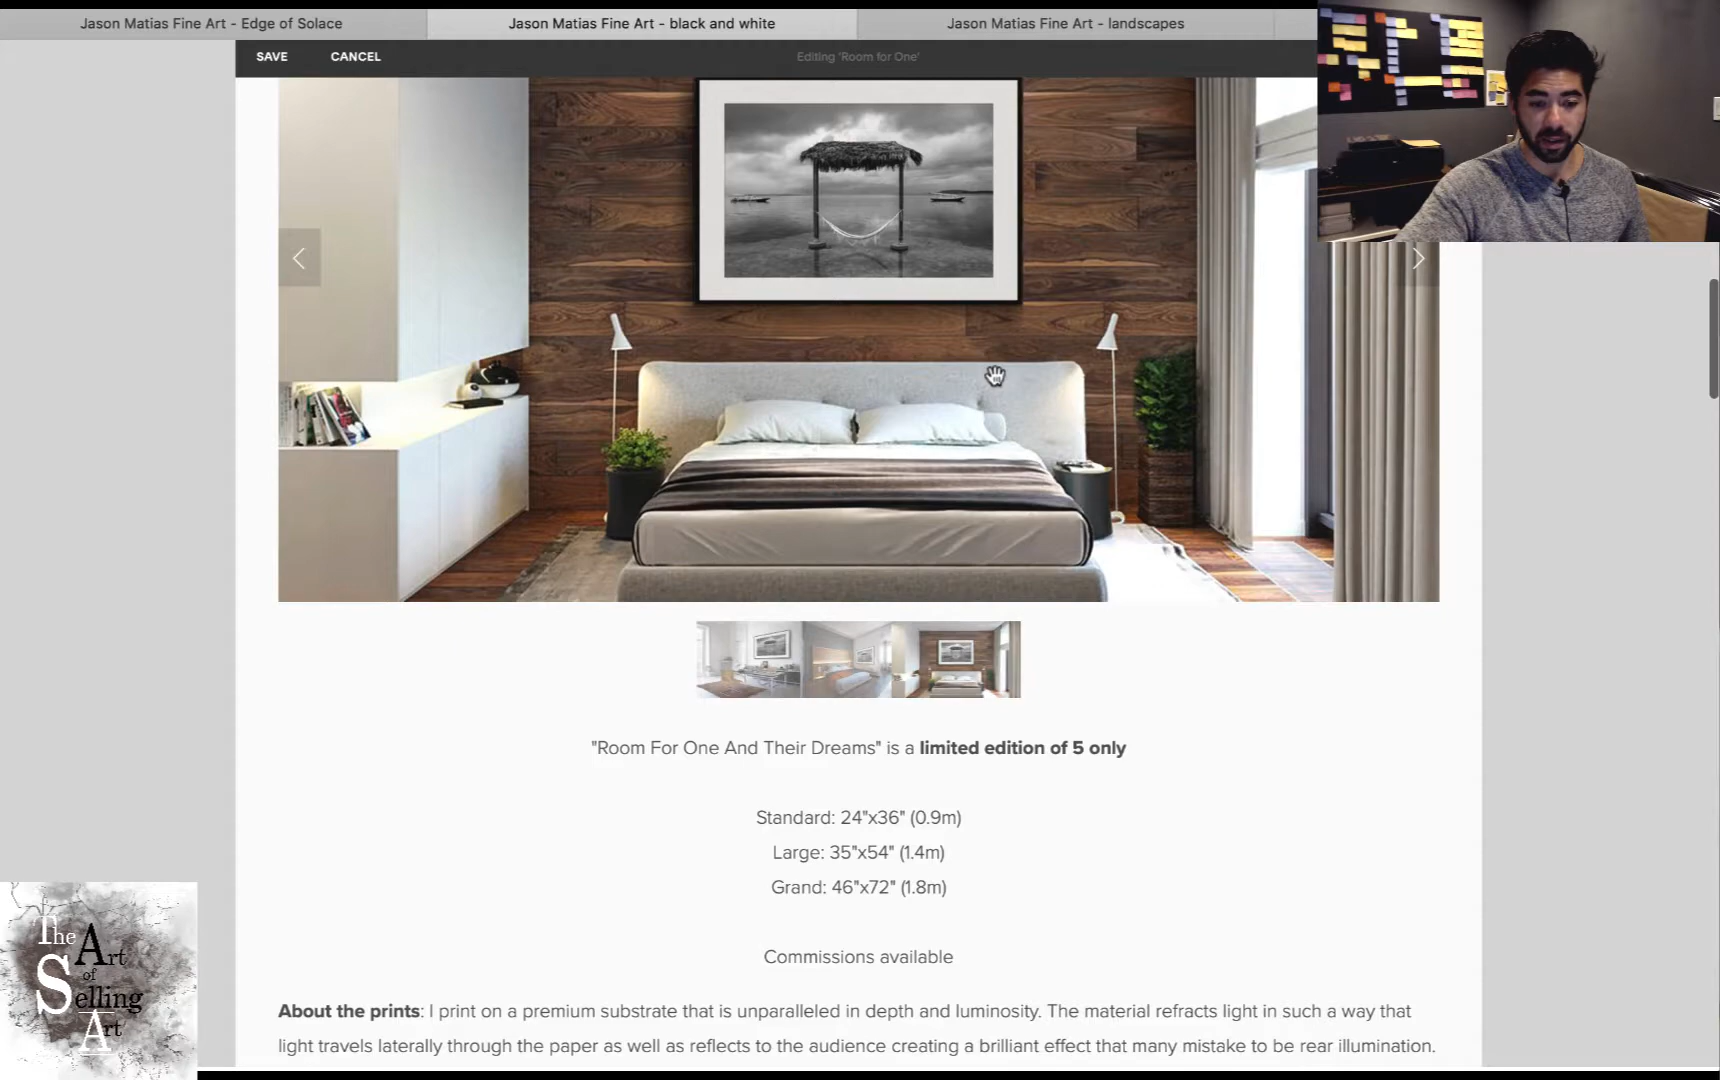 Jason Matias Fine Art - Edge of Solace
Jason Matias Fine Art - black and white
Jason Matias Fine Art - landscapes
SAVE
CANCEL
Editing 'Room for One'
"Room For One And Their Dreams" is a limited edition of 5 only
Standard: 24"x36" (0.9m)
Large: 35"x54" (1.4m)
Grand: 46"x72" (1.8m)
Commissions available
About the prints: I print on a premium substrate that is unparalleled in depth and luminosity. The material refracts light in such a way that
light travels laterally through the paper as well as reflects to the audience creating a brilliant effect that many mistake to be rear illumination.
The
Art
of
Selling
Art